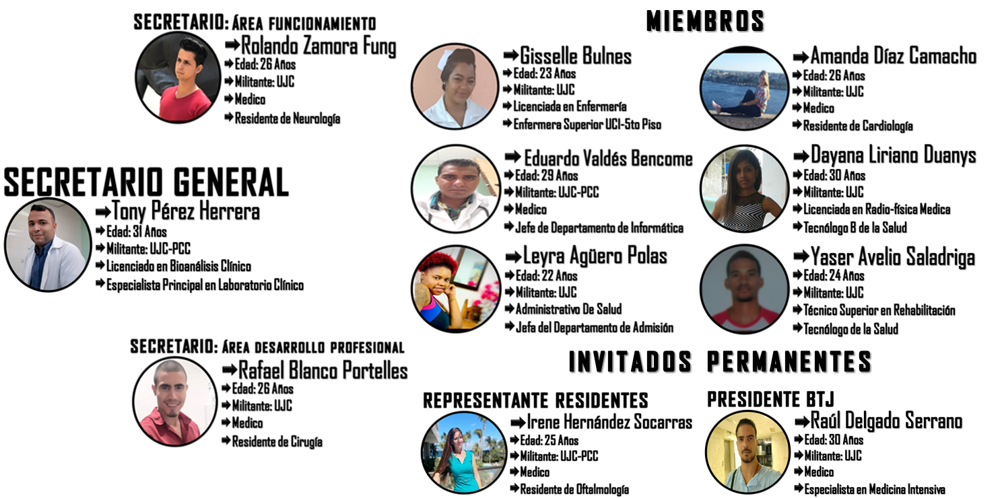 SECRETARIO: ÁREA FUNCIONAMIENTO
Rolando Zamora Fung
Edad: 26 Años
Militante: UJC
Medico
Residente de Neurología
SECRETARIO GENERAL
Tony Pérez Herrera
Edad: 31 Años
Militante: UJC-PCC
Licenciado en Bioanálisis Clínico
Especialista Principal en Laboratorio Clínico
SECRETARIO: ÁREA DESARROLLO PROFESIONAL
Rafael Blanco Portelles
Edad: 26 Años
Militante: UJC
Medico
Residente de Cirugía
MIEMBROS
Gisselle Bulnes
Edad: 23 Años
Militante: UJC
Licenciada en Enfermería
Enfermera Superior UCI-5to Piso
Amanda Díaz Camacho
Edad: 26 Años
Militante: UJC
Medico
Residente de Cardiología
Eduardo Valdés Bencome
Edad: 29 Años
Militante: UJC-PCC
Medico
Jefe de Departamento de Informática
Dayana Liriano Duanys
Edad: 30 Años
Militante: UJC
Licenciada en Radio-física Medica
Tecnólogo B de la Salud
Leyra Agüero Polas
Edad: 22 Años
Militante: UJC
Administrativo De Salud
Jefa del Departamento de Admisión
Yaser Avelio Saladriga
Edad: 24 Años
Militante: UJC
Técnico Superior en Rehabilitación
Tecnólogo de la Salud
INVITADOS PERMANENTES
REPRESENTANTE RESIDENTES
Irene Hernández Socarras
Edad: 25 Años
Militante: UJC-PCC
Medico
Residente de Oftalmología
PRESIDENTE BTJ
Raúl Delgado Serrano
Edad: 30 Años
Militante: UJC
Medico
Especialista en Medicina Intensiva